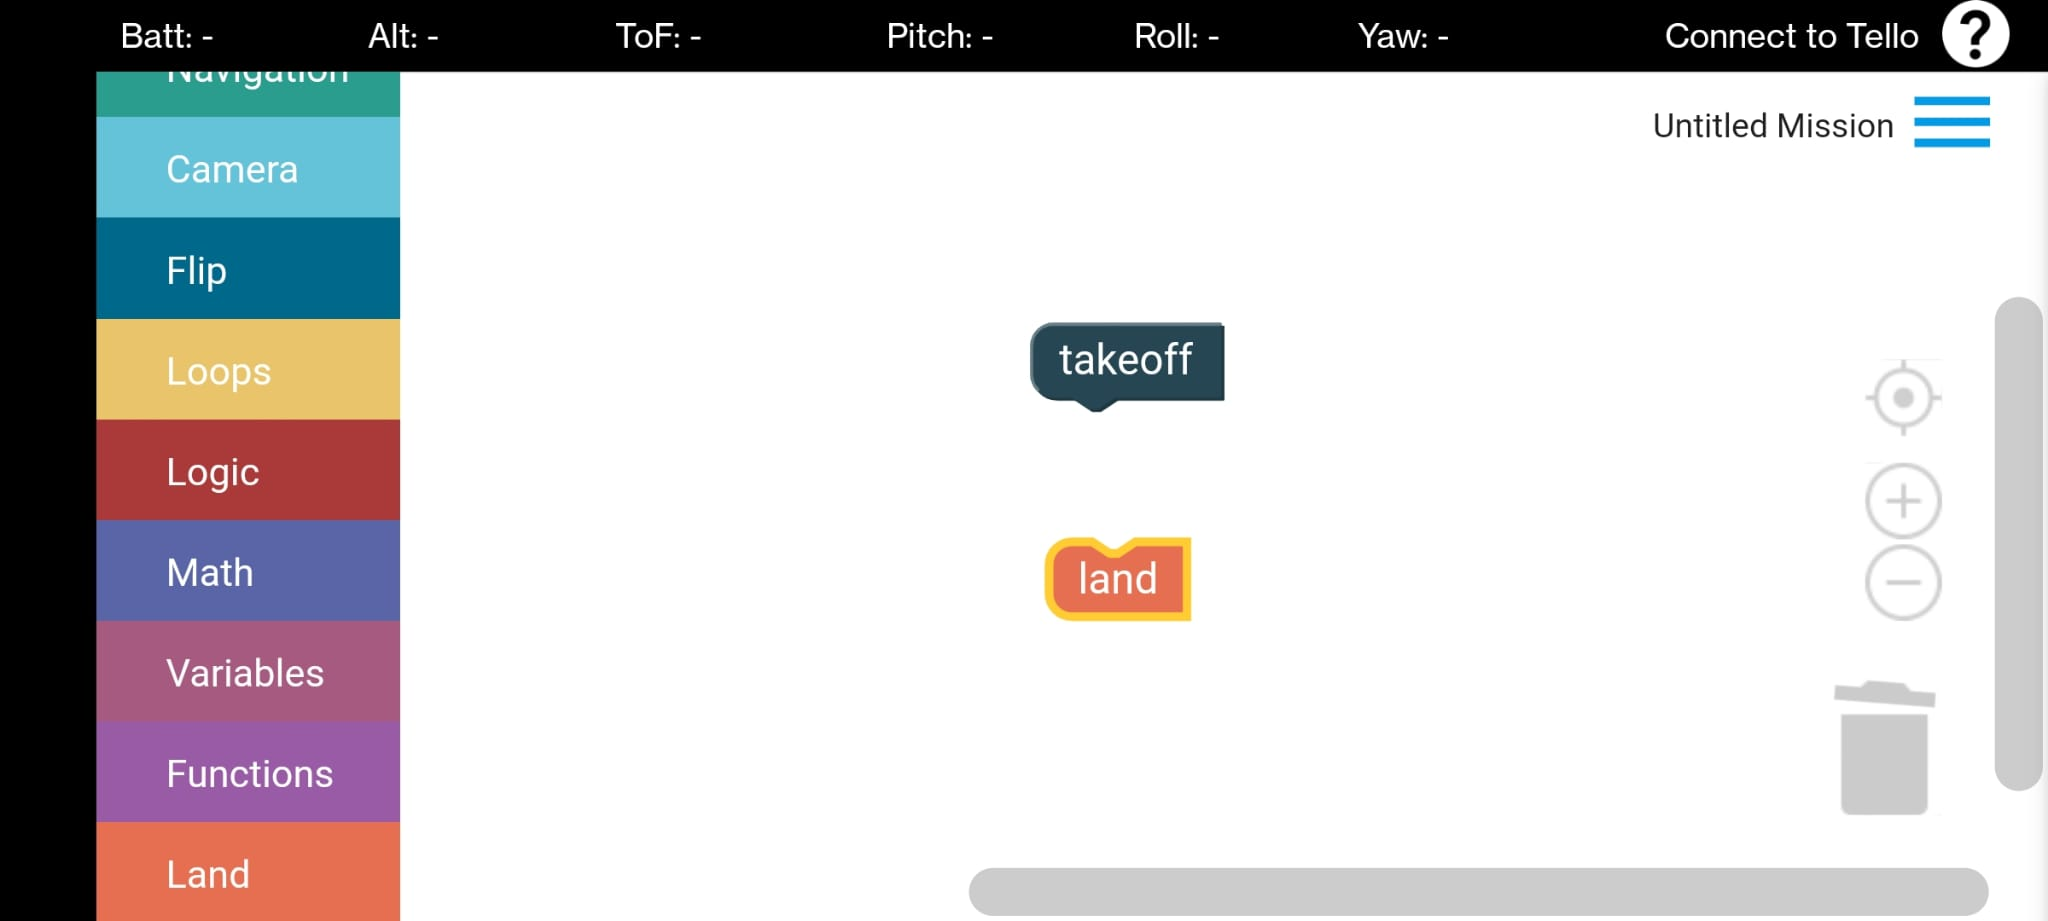 Batt: - Alt: - ToF: - Pitch: - Roll: - Yaw: - Connect to Tello ?
Navigation
Untitled Mission
Camera
Flip
takeoff
Loops
Logic
Math
land
Variables
Functions
Land